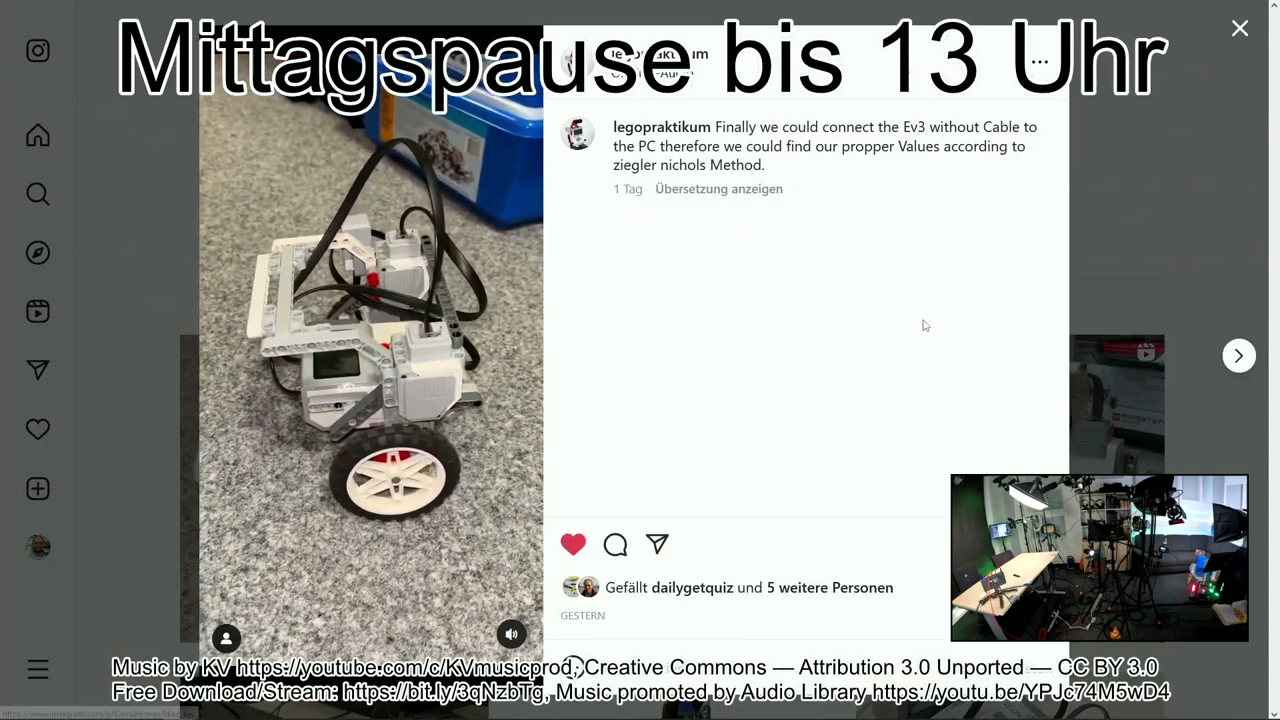 Mittagspause bis 13 Uhr
legopraktikum
legopraktikum Finally we could connect the Ev3 without Cable to
the PC therefore we could find our propper Values according to
ziegler nichols Method.
1 Tag Übersetzung anzeigen
Gefällt dailygetquiz und 5 weitere Personen
GESTERN
Music by KV https://youtube.com/c/KVmusicprod; Creative Commons — Attribution 3.0 Unported — CC BY 3.0
Free Download/Stream: https://bit.ly/3qNzbTg, Music promoted by Audio Library https://youtu.be/YPJc74M5wD4